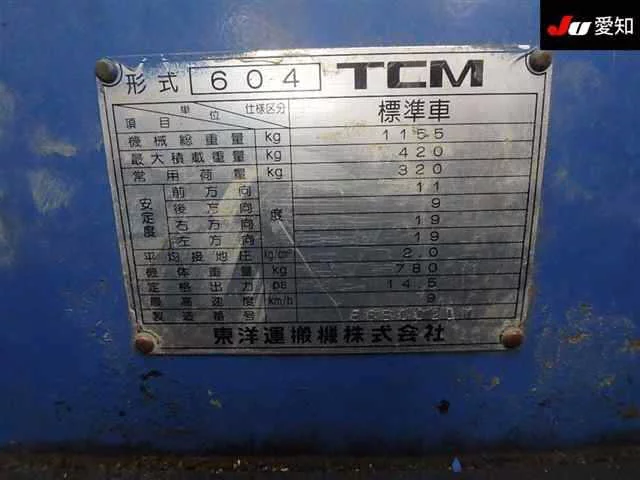 JU 愛知
形式 604 TCM
単位 仕様区分 標準車
項目
機械総重量 kg 1155
最大積載重量 kg 420
常用荷重 kg 320
安定度 前方向 度 11
後方向 9
右方向 19
左方向 19
平均接地圧 kg/cm² 2.0
機体重量 kg 780
定格出力 ps 14.5
最高速度 km/h 9
製造番号
東洋運搬機株式会社